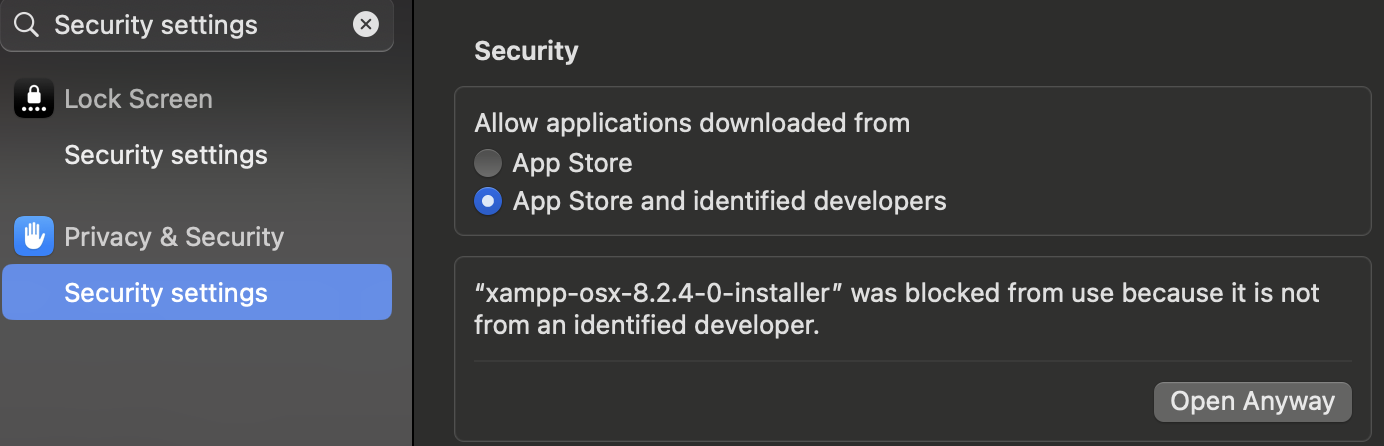 Security settings
Lock Screen
Security settings
Privacy & Security
Security settings
Security
Allow applications downloaded from
App Store
App Store and identified developers
“xampp-osx-8.2.4-0-installer” was blocked from use because it is not
from an identified developer.
Open Anyway